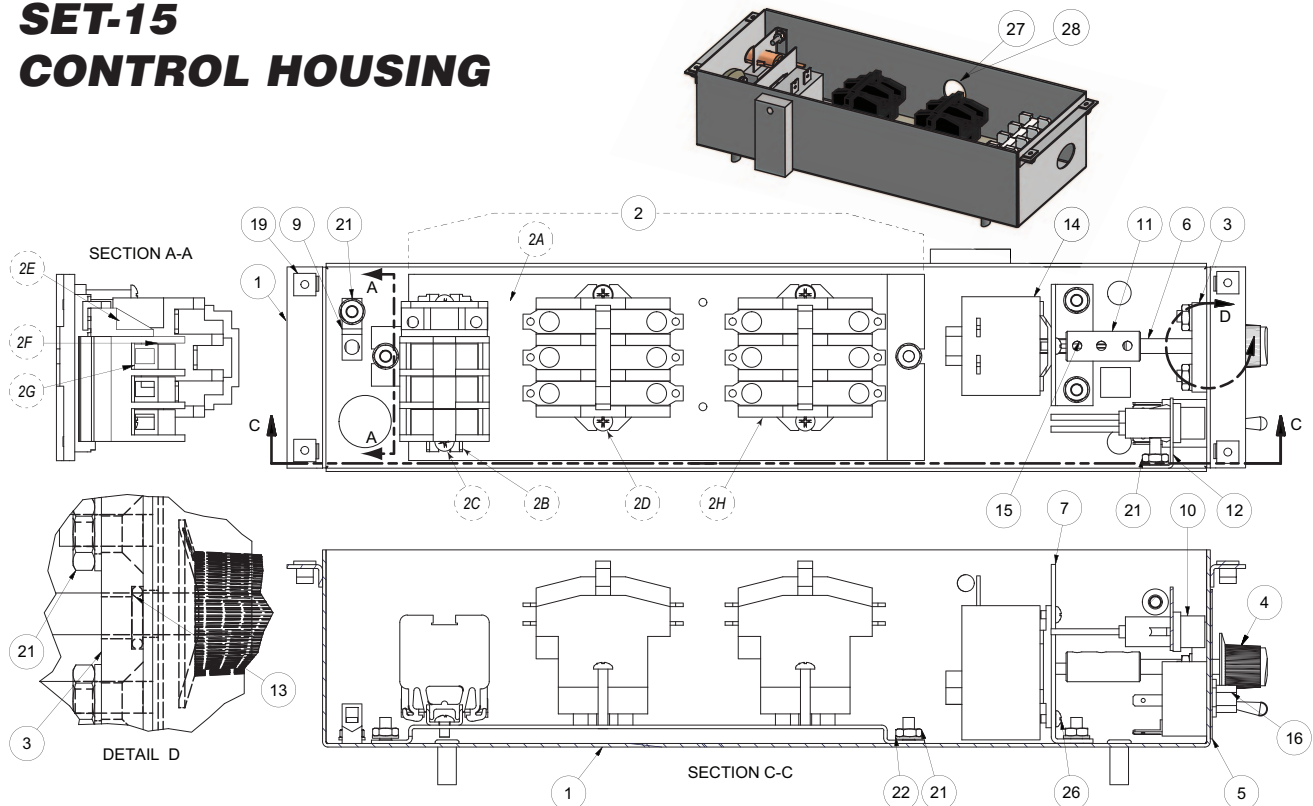 SET-15
CONTROL HOUSING
27 28
19 9 21 2 2A 14 11 6 3
SECTION A-A
2E
1
A
D
2F
2G
C
A
C
2C 2B 2D 2H 15 21 12
7 10
4
21
13
3
DETAIL D
SECTION C-C
16
1 22 21 26 5